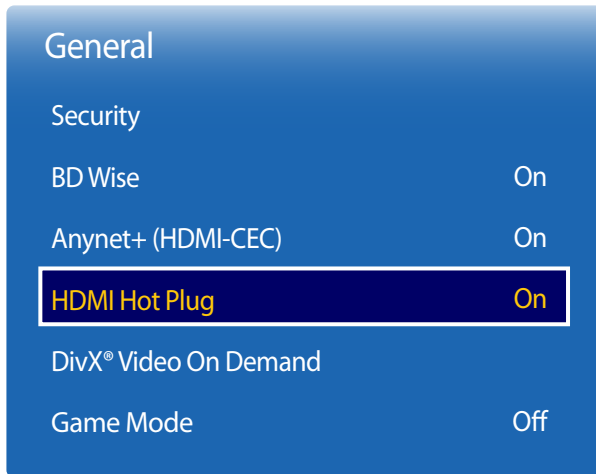 General
Security
BD Wise On
Anynet+ (HDMI-CEC) On
HDMI Hot Plug On
DivX® Video On Demand
Game Mode Off